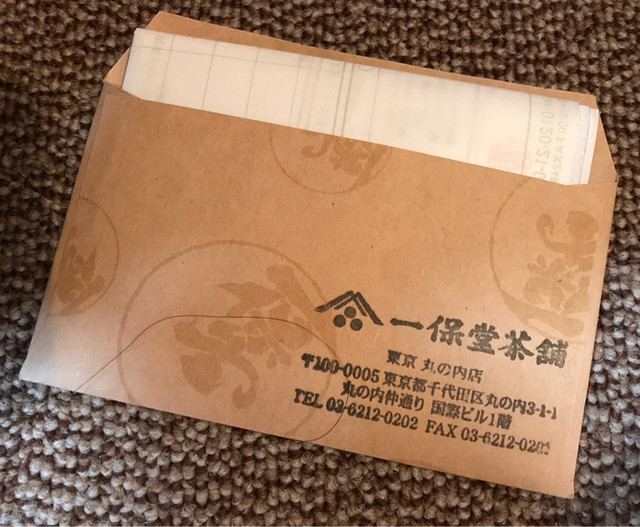 一保堂茶舗
東京 丸の内店
〒100-0005 東京都千代田区丸の内3-1-1
丸の内仲通り 国際ビル1階
TEL 03-6212-0202 FAX 03-6212-0203